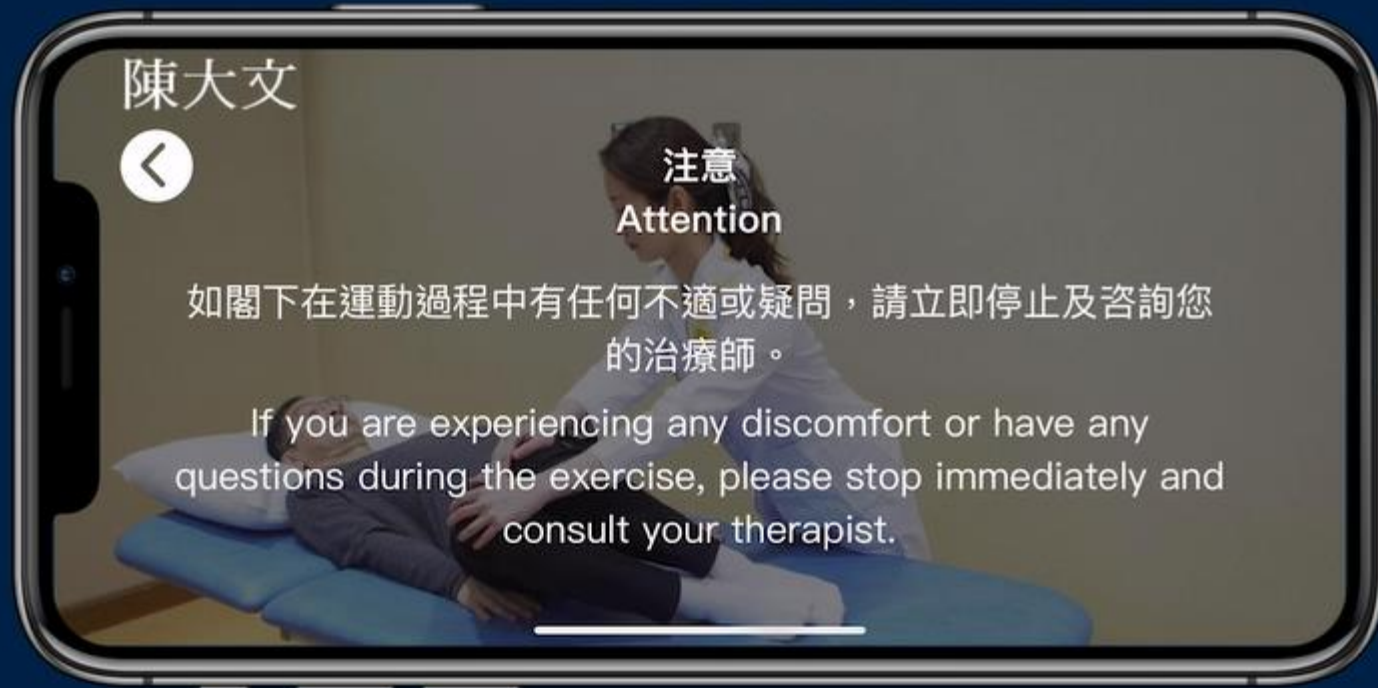 陳大文
注意
Attention
如閣下在運動過程中有任何不適或疑問，請立即停止及咨詢您
的治療師。
If you are experiencing any discomfort or have any
questions during the exercise, please stop immediately and
consult your therapist.